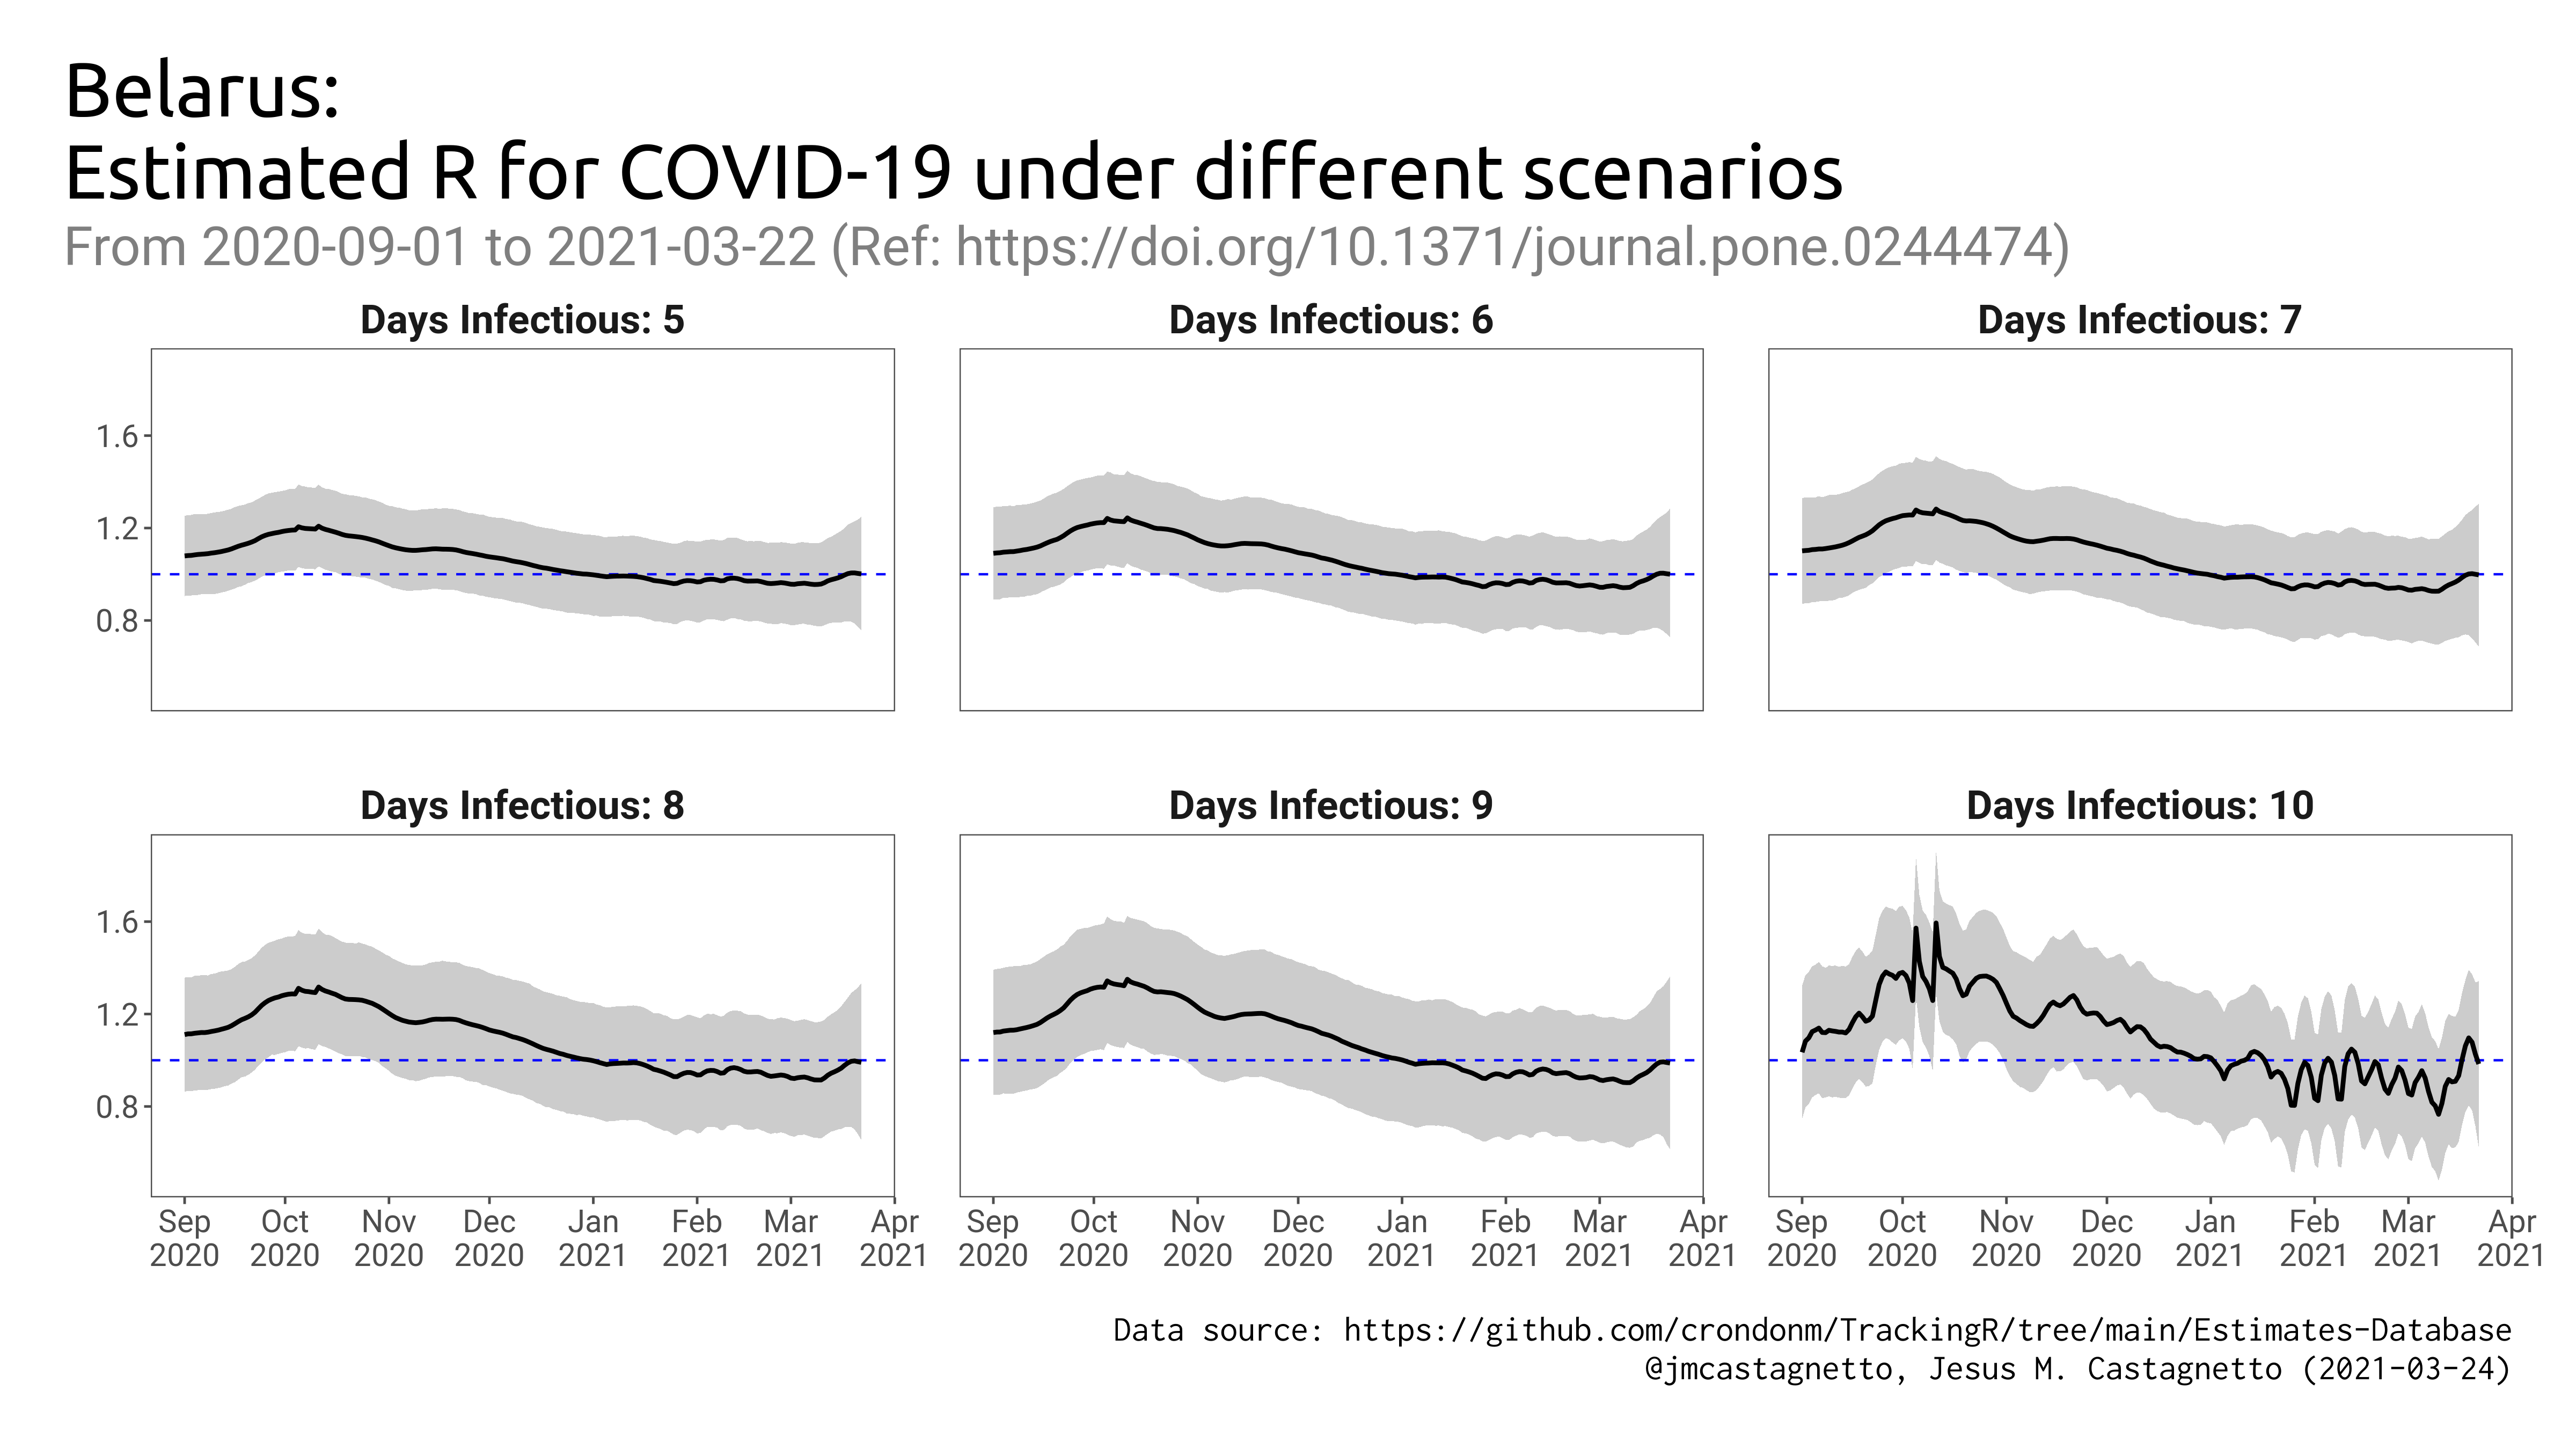 Belarus:
Estimated R for COVID-19 under different scenarios
From 2020-09-01 to 2021-03-22 (Ref: https://doi.org/10.1371/journal.pone.0244474)
Days Infectious: 5
Days Infectious: 6
Days Infectious: 7
1.6
1.2
0.8
Days Infectious: 8
Days Infectious: 9
Days Infectious: 10
1.6
1.2
0.8
Sep Oct Nov Dec Jan Feb Mar Apr
2020 2020 2020 2020 2021 2021 2021 2021
Sep Oct Nov Dec Jan Feb Mar Apr
2020 2020 2020 2020 2021 2021 2021 2021
Sep Oct Nov Dec Jan Feb Mar Apr
2020 2020 2020 2020 2021 2021 2021 2021
Data source: https://github.com/crondonm/TrackingR/tree/main/Estimates-Database
@jmcastagnetto, Jesus M. Castagnetto (2021-03-24)